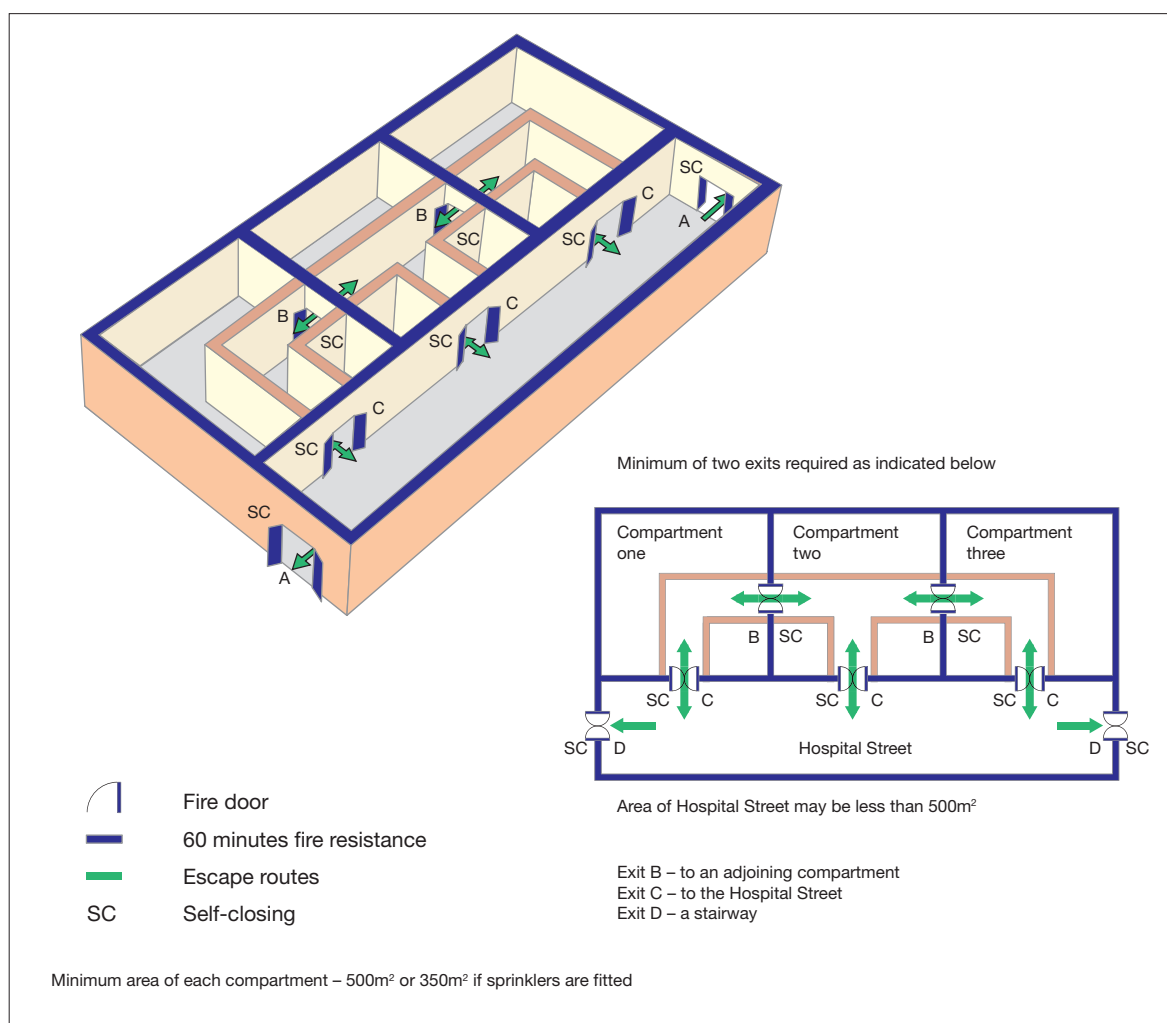 SC
C
A
B
SC
SC
C
B
SC
SC
C
SC
SC
A
Minimum of two exits required as indicated below
Compartment
one
Compartment
two
Compartment
three
B SC
B SC
SC C
SC C
SC C
SC D
Hospital Street
D SC
Area of Hospital Street may be less than 500m²
Fire door
60 minutes fire resistance
Escape routes
SC Self-closing
Exit B – to an adjoining compartment
Exit C – to the Hospital Street
Exit D – a stairway
Minimum area of each compartment – 500m² or 350m² if sprinklers are fitted